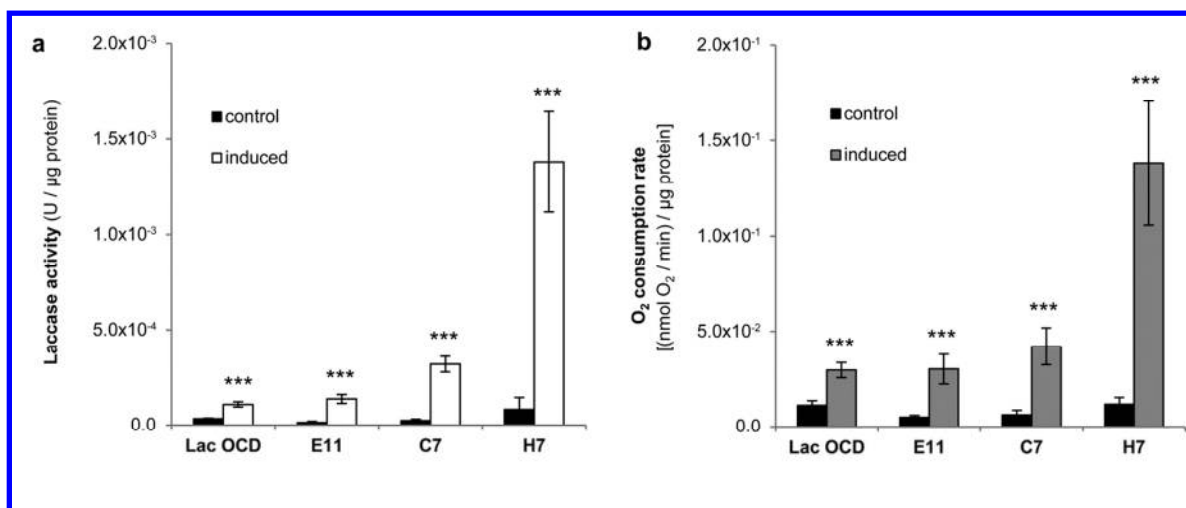 a
2.0x10⁻³
1.5x10⁻³
1.0x10⁻³
5.0x10⁻⁴
0.0
Laccase activity (U / µg protein)
control
induced
***
***
***
***
Lac OCD E11 C7 H7
b
2.0x10⁻¹
1.5x10⁻¹
1.0x10⁻¹
5.0x10⁻²
0.0
O₂ consumption rate
[(nmol O₂ / min) / µg protein]
control
induced
***
***
***
***
Lac OCD E11 C7 H7